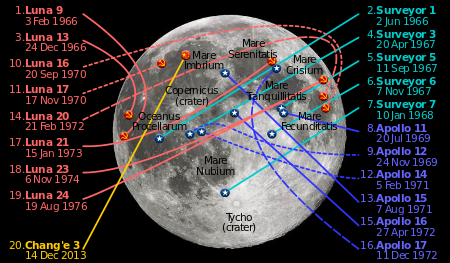 1. Luna 9
3 Feb 1966
3. Luna 13
24 Dec 1966
10. Luna 16
20 Sep 1970
11. Luna 17
17 Nov 1970
14. Luna 20
21 Feb 1972
17. Luna 21
15 Jan 1973
18. Luna 23
6 Nov 1974
19. Luna 24
19 Aug 1976
20. Chang'e 3
14 Dec 2013
Mare
Imbrium
Mare
Serenitatis
Mare
Crisium
Copernicus
(crater)
Mare
Tranquillitatis
Oceanus
Procellarum
Mare
Fecunditatis
Mare
Nubium
Tycho
(crater)
2. Surveyor 1
2 Jun 1966
4. Surveyor 3
20 Apr 1967
5. Surveyor 5
11 Sep 1967
6. Surveyor 6
7 Nov 1967
7. Surveyor 7
10 Jan 1968
8. Apollo 11
20 Jul 1969
9. Apollo 12
24 Nov 1969
12. Apollo 14
5 Feb 1971
13. Apollo 15
7 Aug 1971
15. Apollo 16
27 Apr 1972
16. Apollo 17
11 Dec 1972